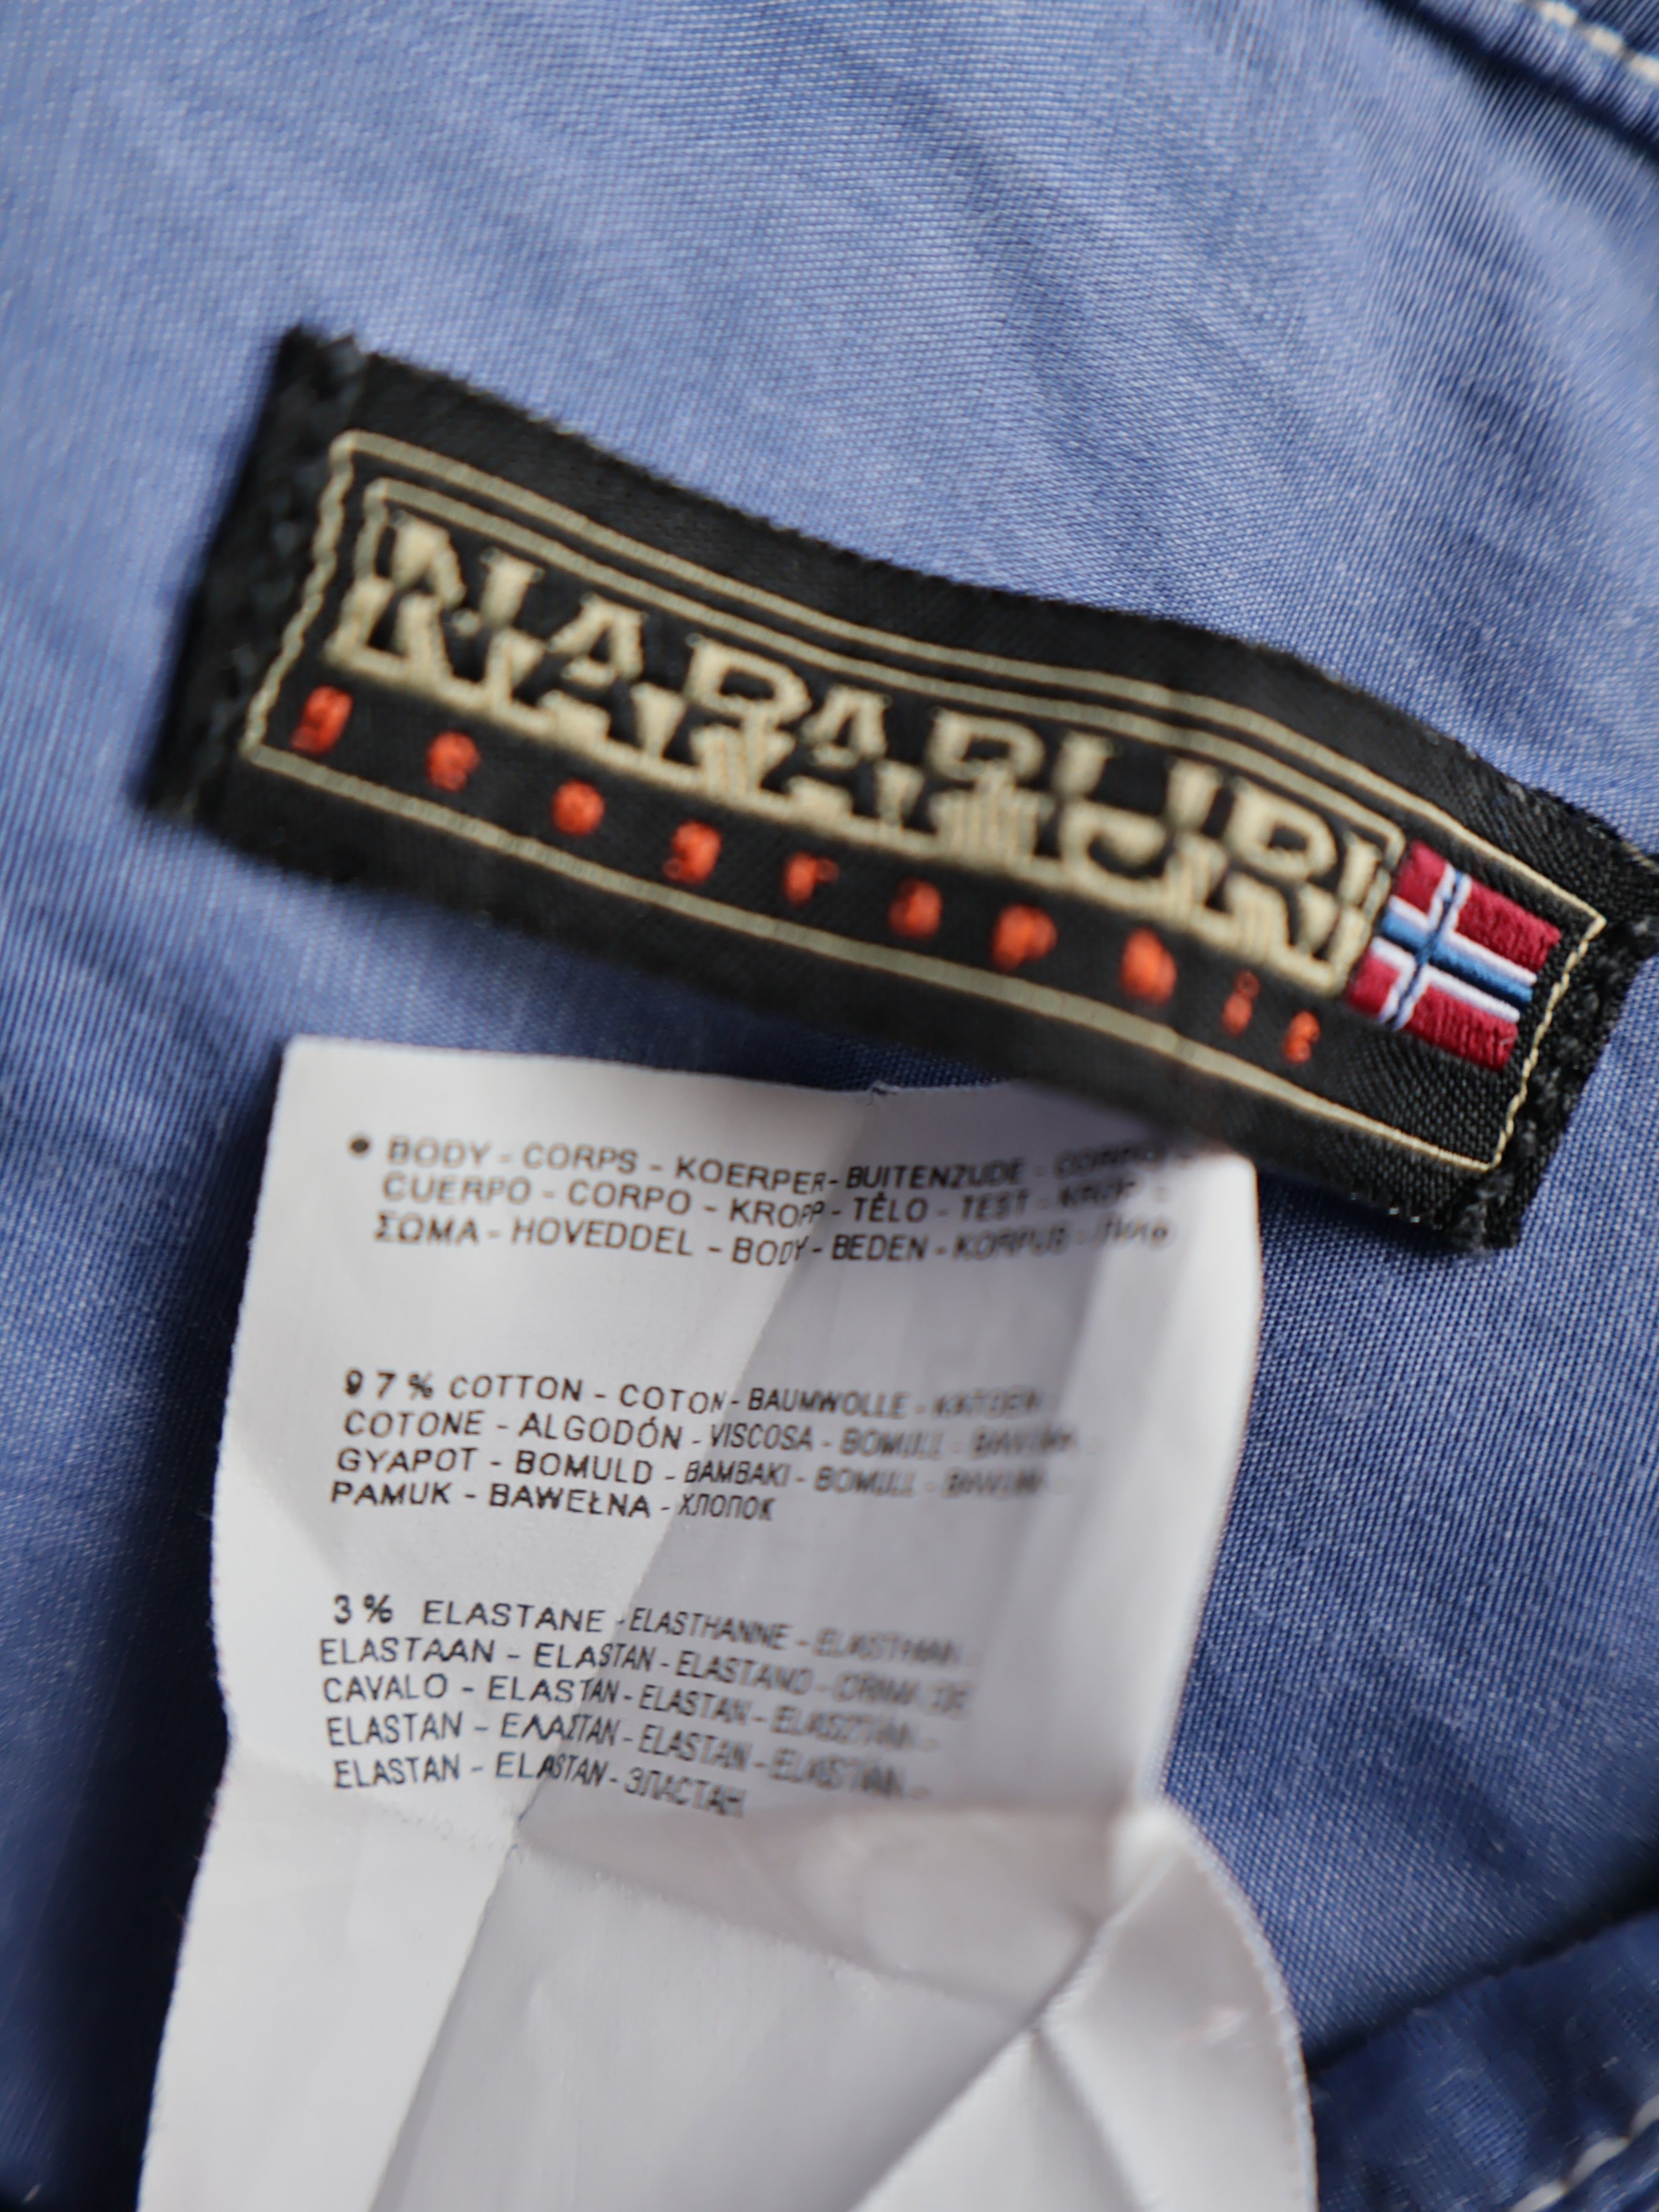 NAPAPIJRI
geographic
BODY - CORPS - KOERPER - BUITENZIJDE -
CUERPO - CORPO - KROPP - TĚLO - TEST -
ΣΩΜΑ - HOVEDDEL - BODY - BEDEN - KORPUS -
97% COTTON - COTON - BAUMWOLLE - KATOEN
COTONE - ALGODÓN - VISCOSA - BOMULL -
GYAPOT - BOMULD - BAMBAKI - BOMULL -
PAMUK - BAWEŁNA - ХЛОПОК
3% ELASTANE - ELASTHANNE -
ELASTAAN - ELASTAN - ELASTANO -
CAVALO - ELASTAN - ELASTAN -
ELASTAN - ΕΛΑΣΤΑΝ - ELASTAN -
ELASTAN - ELASTAN - ЭЛАСТАН